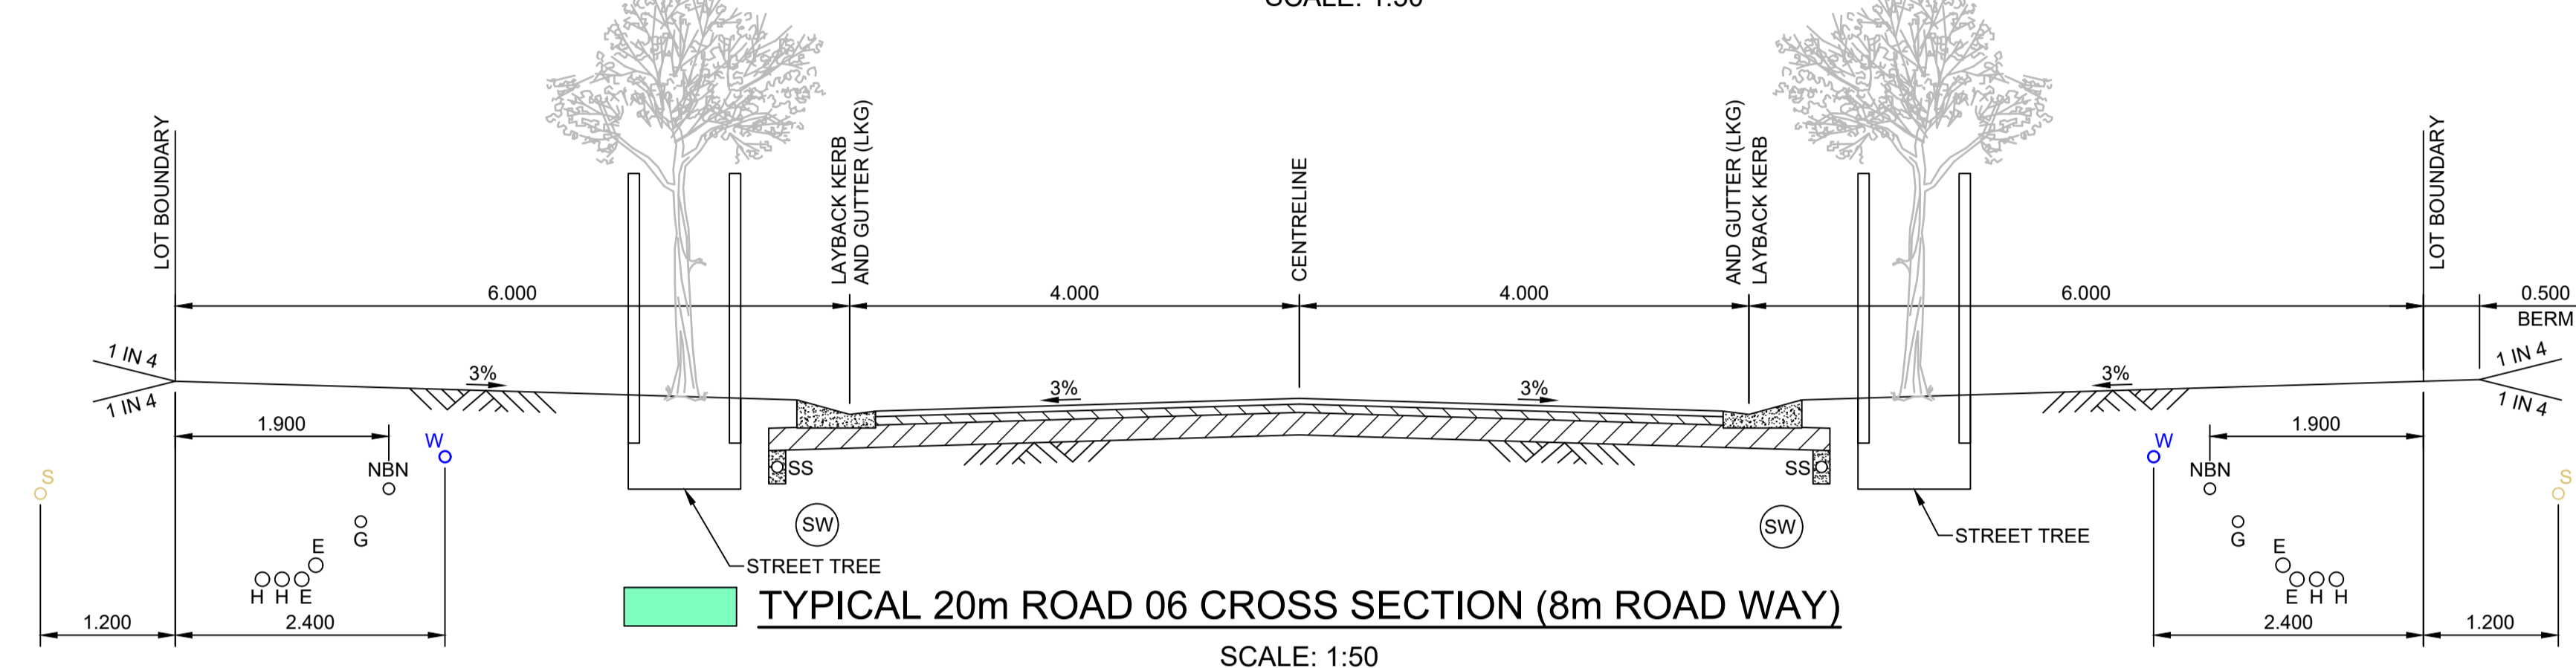 SCALE: 1:50
LOT BOUNDARY
LAYBACK KERB
AND GUTTER (LKG)
CENTRELINE
AND GUTTER (LKG)
LAYBACK KERB
LOT BOUNDARY
6.000
4.000
4.000
6.000
0.500
BERM
1 IN 4
1 IN 4
3%
3%
3%
3%
1 IN 4
1 IN 4
1.900
W
NBN
S
G
E
H H E
SS
SW
STREET TREE
SS
SW
STREET TREE
1.900
W
NBN
S
G
E
E H H
1.200
2.400
2.400
1.200
TYPICAL 20m ROAD 06 CROSS SECTION (8m ROAD WAY)
SCALE: 1:50